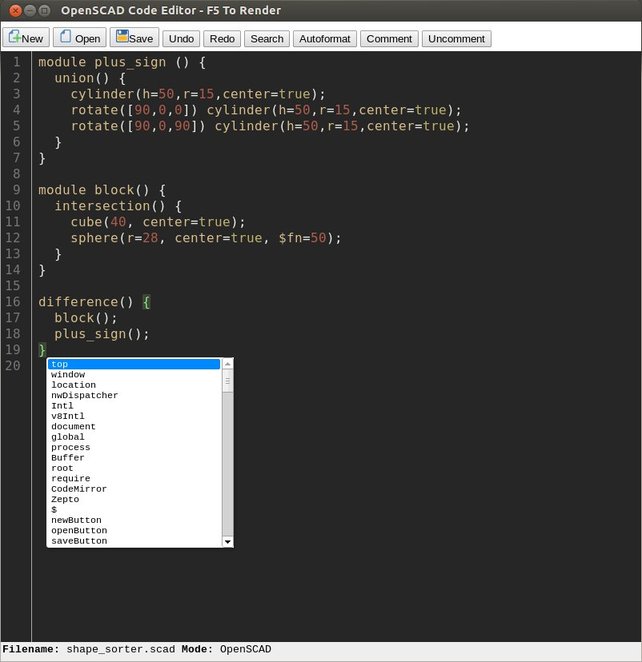 OpenSCAD Code Editor - F5 To Render
New Open Save Undo Redo Search Autoformat Comment Uncomment
1 module plus_sign () {
2   union() {
3     cylinder(h=50,r=15,center=true);
4     rotate([90,0,0]) cylinder(h=50,r=15,center=true);
5     rotate([90,0,90]) cylinder(h=50,r=15,center=true);
6   }
7 }
8
9 module block() {
10   intersection() {
11     cube(40, center=true);
12     sphere(r=28, center=true, $fn=50);
13   }
14 }
15
16 difference() {
17   block();
18   plus_sign();
19 }
20
top
window
location
nwDispatcher
Intl
v8Intl
document
global
process
Buffer
root
require
CodeMirror
Zepto
$
newButton
openButton
saveButton
Filename: shape_sorter.scad Mode: OpenSCAD